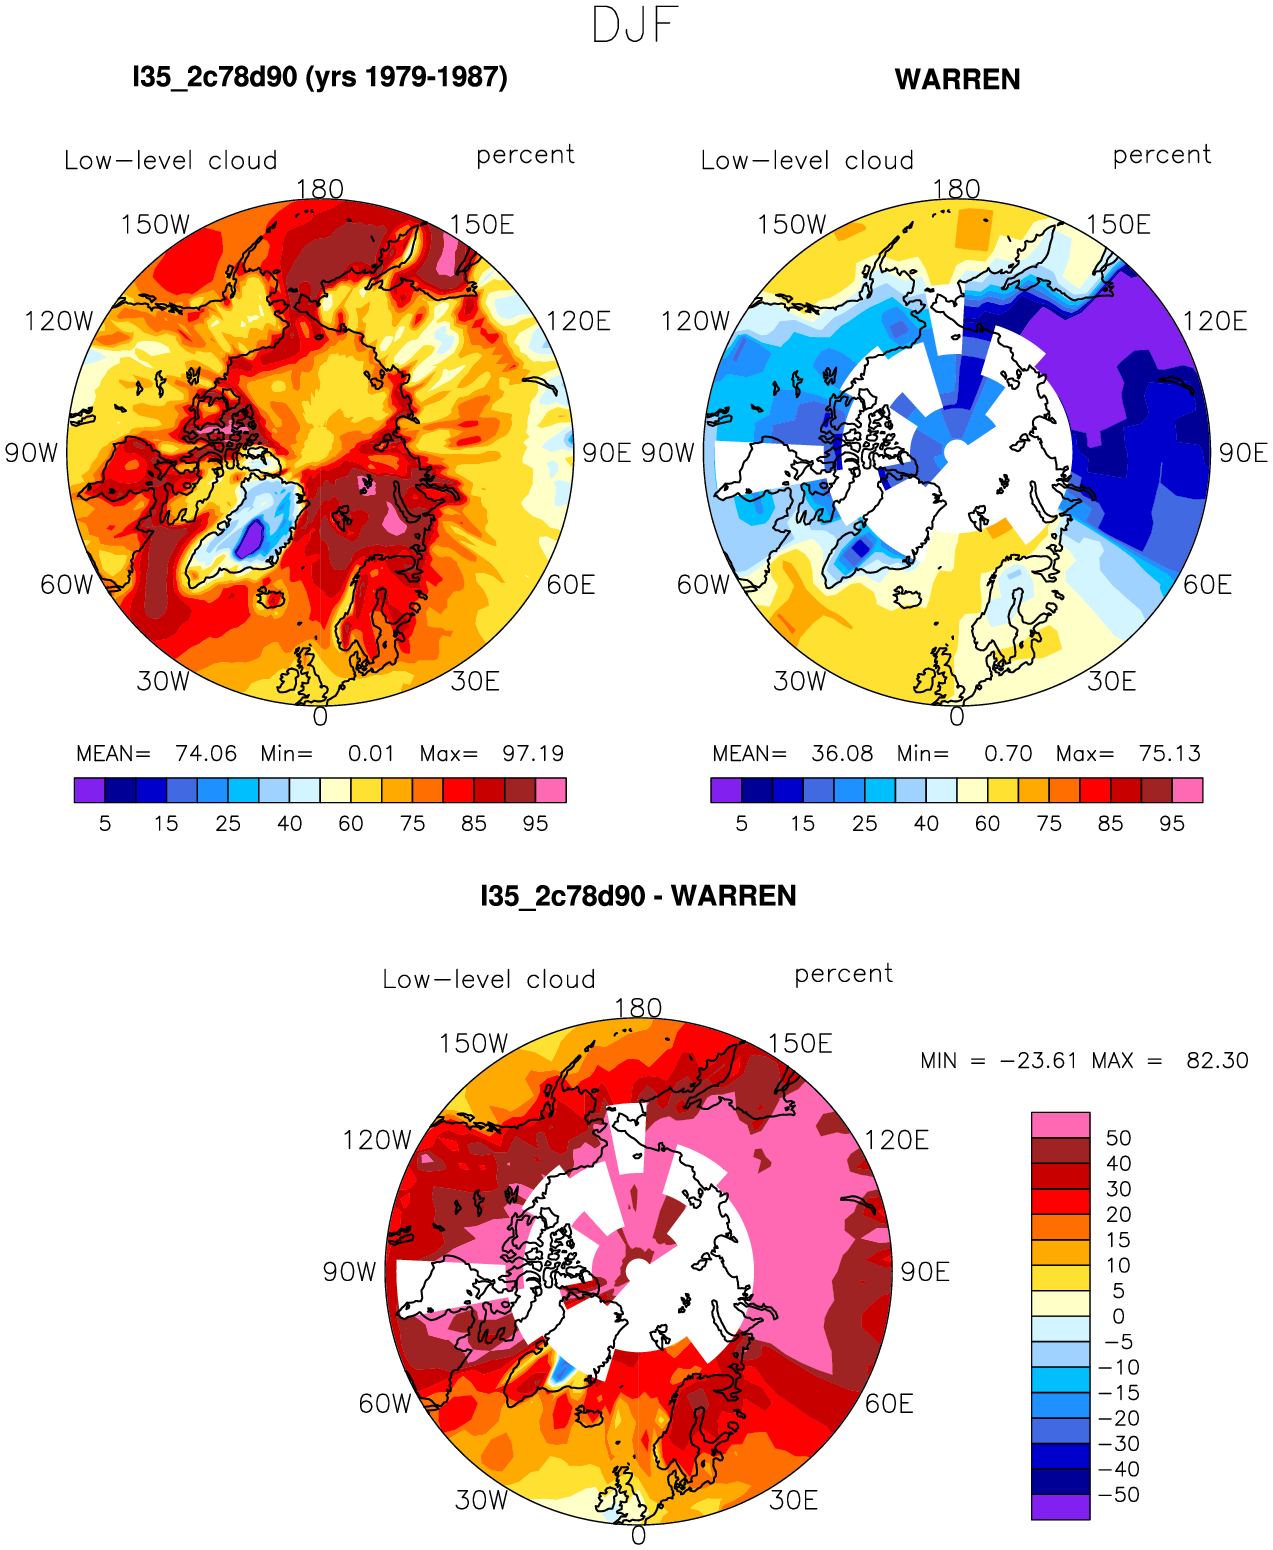 DJF
I35_2c78d90 (yrs 1979-1987)
Low-level cloud percent
180
150W 150E
120W 120E
90W 90E
60W 60E
30W 30E
0
MEAN= 74.06 Min= 0.01 Max= 97.19
5 15 25 40 60 75 85 95
WARREN
Low-level cloud percent
180
150W 150E
120W 120E
90W 90E
60W 60E
30W 30E
0
MEAN= 36.08 Min= 0.70 Max= 75.13
5 15 25 40 60 75 85 95
I35_2c78d90 - WARREN
Low-level cloud percent
180
150W 150E
120W 120E
90W 90E
60W 60E
30W 30E
0
MIN = -23.61 MAX = 82.30
50
40
30
20
15
10
5
0
-5
-10
-15
-20
-30
-40
-50